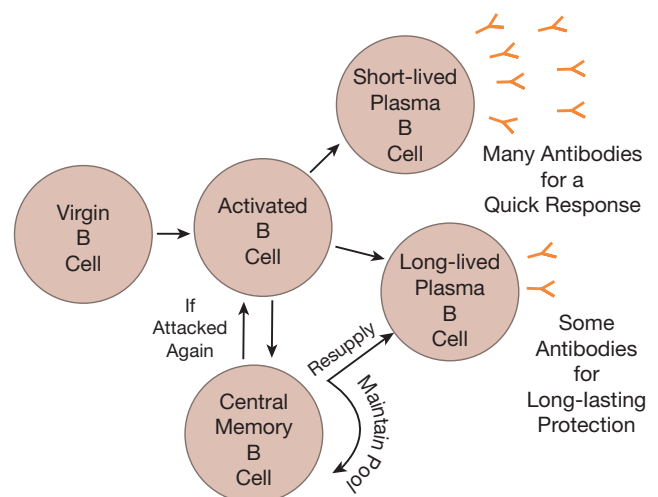 Short-lived
Plasma
B
Cell
Many Antibodies
for a
Quick Response
Virgin
B
Cell
Activated
B
Cell
Long-lived
Plasma
B
Cell
Some
Antibodies
for
Long-lasting
Protection
If
Attacked
Again
Resupply
Maintain Pool
Central
Memory
B
Cell